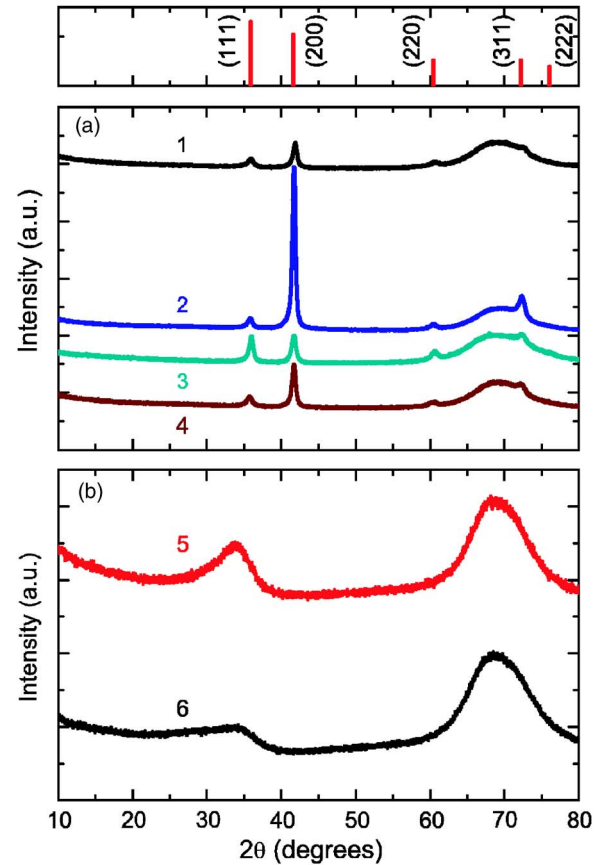 (111)
(200)
(220)
(311)
(222)
(a)
1
2
3
4
Intensity (a.u.)
(b)
5
6
Intensity (a.u.)
10 20 30 40 50 60 70 80
2θ (degrees)